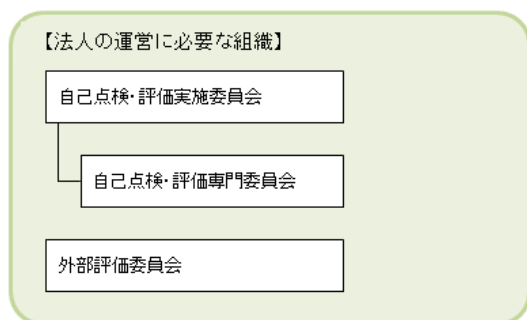 【法人の運営に必要な組織】
自己点検･評価実施委員会
自己点検･評価専門委員会
外部評価委員会